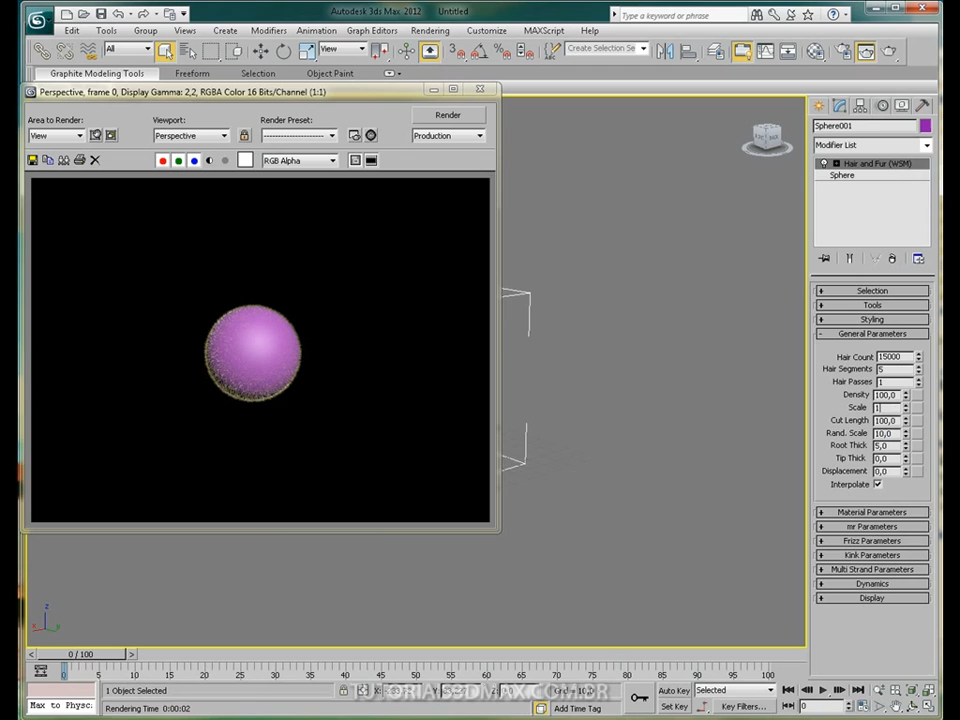 Autodesk 3ds Max 2012 Untitled
Type a keyword or phrase
Edit Tools Group Views Create Modifiers Animation Graph Editors Rendering Customize MAXScript Help
All View Create Selection Se
Graphite Modeling Tools Freeform Selection Object Paint
Perspective, frame 0, Display Gamma: 2,2, RGBA Color 16 Bits/Channel (1:1)
Area to Render: Viewport: Render Preset: Render
View Perspective -------------------- Production
RGB Alpha
Sphere001
Modifier List
Hair and Fur (WSM)
Sphere
+ Selection
+ Tools
+ Styling
- General Parameters
Hair Count 15000
Hair Segments 5
Hair Passes 1
Density 100,0
Scale 1
Cut Length 100,0
Rand. Scale 10,0
Root Thick 5,0
Tip Thick 0,0
Displacement 0,0
Interpolate
+ Material Parameters
+ mr Parameters
+ Frizz Parameters
+ Kink Parameters
+ Multi Strand Parameters
+ Dynamics
+ Display
z
x y
< 0 / 100 >
0 5 10 15 20 25 30 35 40 45 50 55 60 65 70 75 80 85 90 95 100
1 Object Selected X: Y: Z: Grid = 10,0 Auto Key Selected
TUTORIAIS3DMAX.COM.BR
Max to Physc: Rendering Time 0:00:02 Add Time Tag Set Key Key Filters... 0